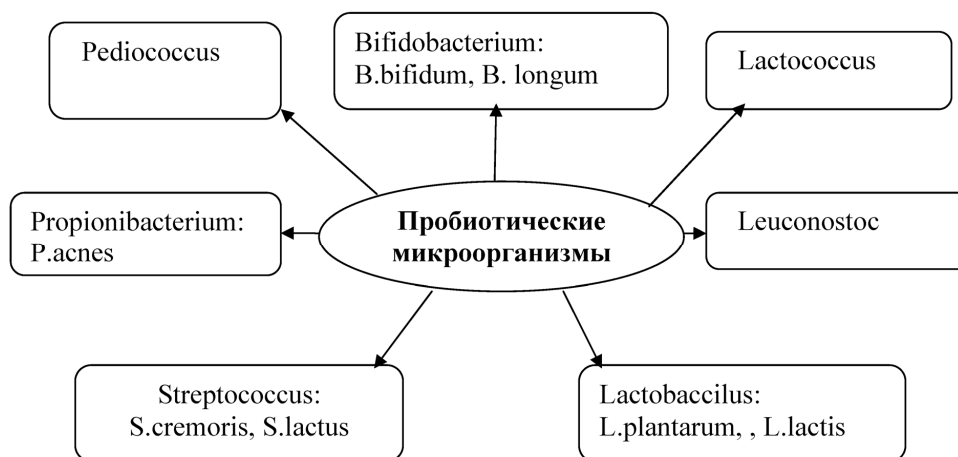 Pediococcus
Bifidobacterium:
B.bifidum, B. longum
Lactococcus
Propionibacterium:
P.acnes
Пробиотические
микроорганизмы
Leuconostoc
Streptococcus:
S.cremoris, S.lactus
Lactobaccilus:
L.plantarum, , L.lactis